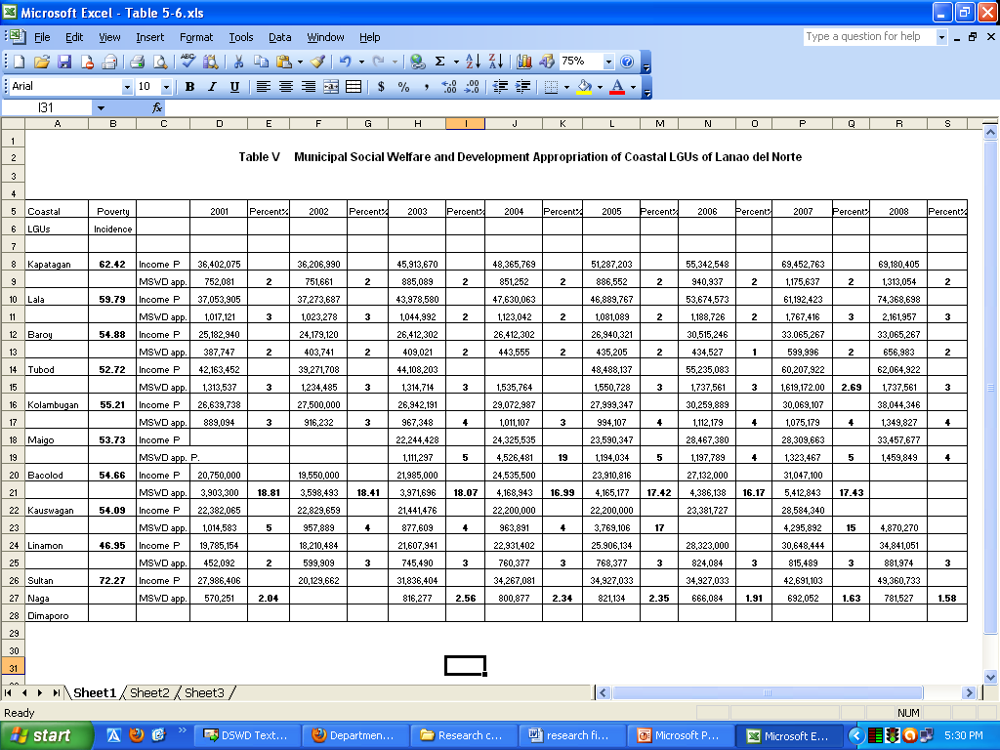 Microsoft Excel - Table 5-6.xls
File Edit View Insert Format Tools Data Window Help Type a question for help
75%
Arial 10 B I U $ % ,
I31 fx
A B C D E F G H I J K L M N O P Q R S
1
2 Table V Municipal Social Welfare and Development Appropriation of Coastal LGUs of Lanao del Norte
3
4
5 Coastal Poverty 2001 Percent% 2002 Percent% 2003 Percent% 2004 Percent% 2005 Percent% 2006 Percent% 2007 Percent% 2008 Percent%
6 LGUs Incidence
7
8 Kapatagan 62.42 Income P 36,402,075 36,206,990 45,913,670 48,365,769 51,287,203 55,342,548 69,452,763 69,180,405
9 MSWD app. 752,081 2 751,661 2 885,089 2 851,252 2 886,552 2 940,937 2 1,175,637 2 1,313,054 2
10 Lala 59.79 Income P 37,053,905 37,273,687 43,978,580 47,630,063 46,889,767 53,674,573 61,192,423 74,368,698
11 MSWD app. 1,017,121 3 1,023,278 3 1,044,992 2 1,123,042 2 1,081,089 2 1,188,726 2 1,767,416 3 2,161,957 3
12 Baroy 54.88 Income P 25,182,940 24,179,120 26,412,302 26,412,302 26,940,321 30,515,246 33.065,267 33,065,267
13 MSWD app. 387,747 2 403,741 2 409,021 2 443,555 2 435,205 2 434,527 1 599,996 2 656,983 2
14 Tubod 52.72 Income P 42,163,452 39,271,708 44,108,203 48,488,137 55,235,083 60,207,922 62,064,922
15 MSWD app. 1,313,537 3 1,234,485 3 1,314,714 3 1,535,764 1,550,728 3 1,737,561 3 1,619,172.00 2.69 1,737,561 3
16 Kolambugan 55.21 Income P 26,639,738 27,500,000 26,942,191 29,072,987 27,999,347 30,259,889 30,069,107 38,044,346
17 MSWD app. 889,094 3 916,232 3 967,348 4 1,011,107 3 994,107 4 1,112,179 4 1,075,179 4 1,349,827 4
18 Maigo 53.73 Income P 22,244,428 24,325,535 23,590,347 28,467,380 28,309,663 33,457,677
19 MSWD app. P. 1,111,297 5 4,526,481 19 1,194,034 5 1,197,789 4 1,323,467 5 1,459,849 4
20 Bacolod 54.66 Income P 20,750,000 19,550,000 21,985,000 24,535,500 23,910,816 27,132,000 31,047,100
21 MSWD app. 3,903,300 18.81 3,598,493 18.41 3,971,696 18.07 4,168,943 16.99 4,165,177 17.42 4,386,138 16.17 5,412,843 17.43
22 Kauswagan 54.09 Income P 22,382,065 22,829,659 21,441,476 22,200,000 22,200,000 23,381,727 28,584,340
23 MSWD app. 1,014,583 5 957,889 4 877,609 4 963,891 4 3,769,106 17 4,295,892 15 4,870,270
24 Linamon 46.95 Income P 19,785,154 18,210,484 21,607,941 22,931,402 25.906,134 28,323,000 30,648,444 34,841,051
25 MSWD app. 452,092 2 599,909 3 745,490 3 760,377 3 768,377 3 824,084 3 815,489 3 881,974 3
26 Sultan 72.27 Income P 27,986,406 20,129,662 31,836,404 34,267,081 34,927,033 34,927,033 42,691,103 49,360,733
27 Naga MSWD app. 570,251 2.04 816,277 2.56 800,877 2.34 821,134 2.35 666,084 1.91 692,052 1.63 781,527 1.58
28 Dimaporo
29
30
31
Sheet1 Sheet2 Sheet3
Ready NUM
start DSWD Text... Departmen... Research c... research fi... Microsoft P... Microsoft E... 5:30 PM